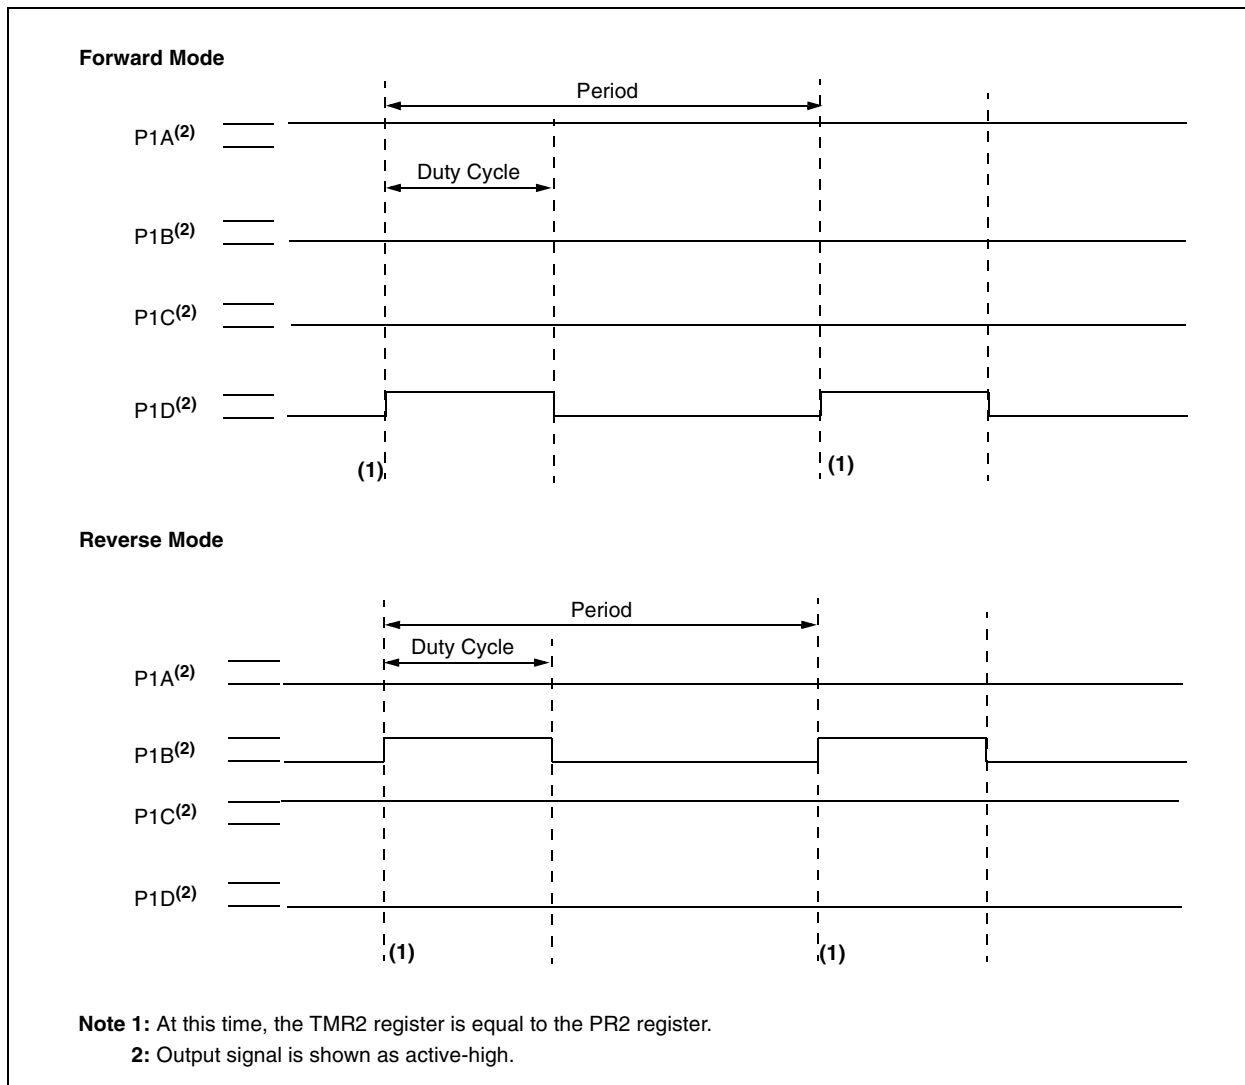 Forward Mode
Period
P1A(2)
Duty Cycle
P1B(2)
P1C(2)
P1D(2)
(1)
(1)
Reverse Mode
Period
Duty Cycle
P1A(2)
P1B(2)
P1C(2)
P1D(2)
(1)
(1)
Note 1: At this time, the TMR2 register is equal to the PR2 register.
2: Output signal is shown as active-high.